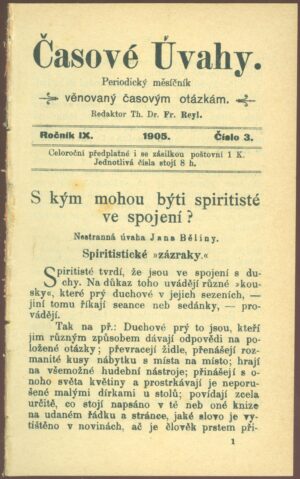 Časové Úvahy.
Periodický měsíčník
věnovaný časovým otázkám.
Redaktor Th. Dr. Fr. Reyl.
Ročník IX. 1905. Číslo 3.
Celoroční předplatné i se zásilkou poštovní 1 K.
Jednotlivá čísla stojí 8 h.
S kým mohou býti spiritisté
ve spojení?
Nestranná úvaha Jana Běliny.
Spiritistické »zázraky.«
Spiritisté tvrdí, že jsou ve spojení s du-
chy. Na důkaz toho uvádějí různé »kou-
sky«, které prý duchové v jejich sezeních, —
jiní tomu říkají seance neb sedánky, — pro-
vádějí.
Tak na př.: Duchové prý to jsou, kteří
jim různým způsobem dávají odpovědi na po-
ložené otázky; převracejí židle, přenášejí roz-
manité kusy nábytku s místa na místo; hrají
na všemožné hudební nástroje; přinášejí s o-
noho světa květiny a prostrkávají je neporu-
šené malými dírkami u stolů; povídají zcela
určitě, co stojí napsáno v té neb oné knize
na udaném řádku a stránce, jaké slovo je vy-
tištěno v novinách, ač je člověk prstem při-
1